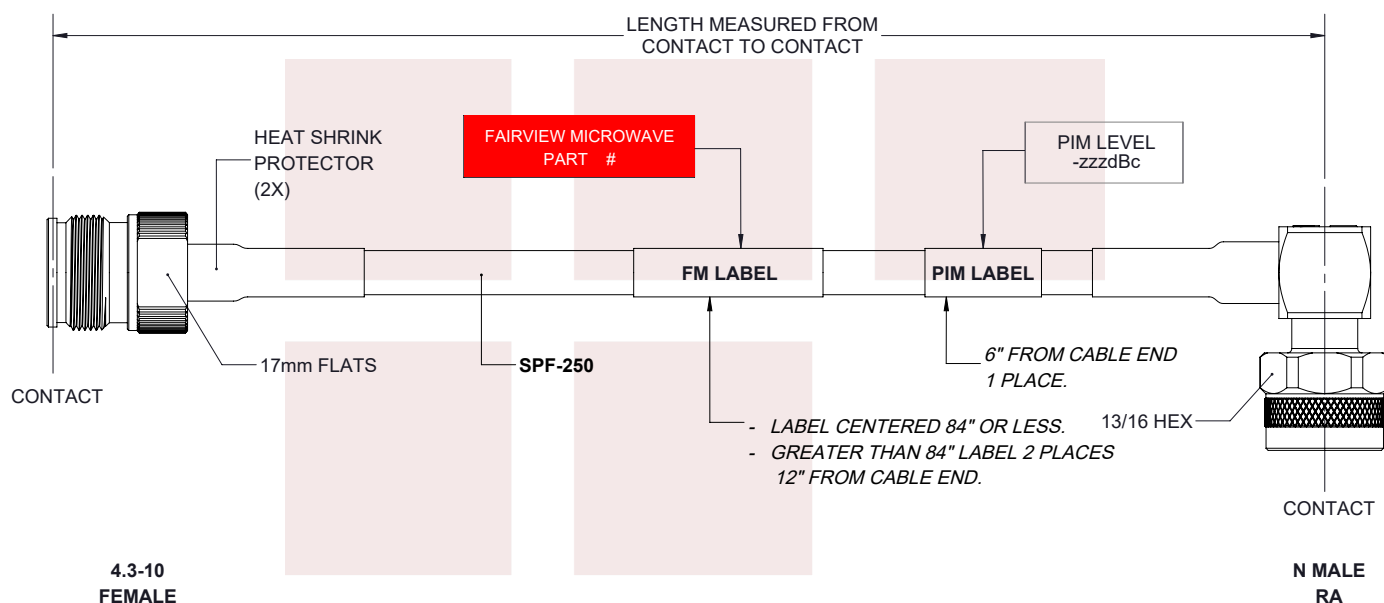 LENGTH MEASURED FROM
CONTACT TO CONTACT
HEAT SHRINK
PROTECTOR
(2X)
FAIRVIEW MICROWAVE
PART #
PIM LEVEL
-zzzdBc
FM LABEL
PIM LABEL
17mm FLATS
SPF-250
6" FROM CABLE END
1 PLACE.
CONTACT
- LABEL CENTERED 84" OR LESS.
- GREATER THAN 84" LABEL 2 PLACES
12" FROM CABLE END.
13/16 HEX
CONTACT
4.3-10
FEMALE
N MALE
RA